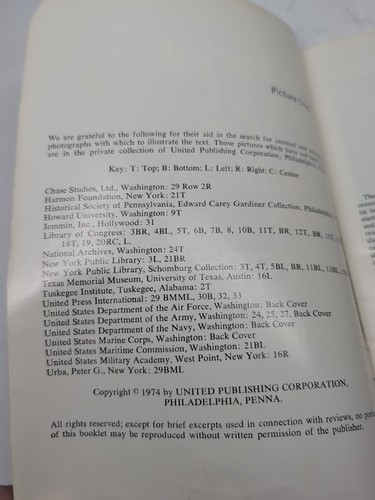 Picture
We are grateful to the following for their aid in the search for unusual and
photographs with which to illustrate the text. Those pictures which have not
are in the private collection of United Publishing Corporation, Philadelphia,
Key: T: Top; B: Bottom; L: Left; R: Right; C: Center
Chase Studios, Ltd., Washington: 29 Row 2R
Harmon Foundation, New York: 21T
Historical Society of Pennsylvania, Edward Carey Gardiner Collection, Philadelphia:
Howard University, Washington: 9T
Jemmin, Inc., Hollywood: 31
Library of Congress: 3BR, 4BL, 5T, 6B, 7B, 8, 10B, 11T, BR, 12T, BR,
18T, 19, 20RC, L.
National Archives, Washington: 24T
New York Public Library: 3L, 21BR
New York Public Library, Schomburg Collection: 3T, 4T, 5BL, BR, 11BL,
Texas Memorial Museum, University of Texas, Austin: 16L
Tuskegee Institute, Tuskegee, Alabama: 2T
United Press International: 29 BMML, 30B, 32, 33
United States Department of the Air Force, Washington: Back Cover
United States Department of the Army, Washington: 24, 25, 27, Back Cover
United States Department of the Navy, Washington: Back Cover
United States Marine Corps, Washington: Back Cover
United States Maritime Commission, Washington: 21BL
United States Military Academy, West Point, New York: 16R
Urba, Peter G., New York: 29BML
Copyright © 1974 by UNITED PUBLISHING CORPORATION,
PHILADELPHIA, PENNA.
All rights reserved; except for brief excerpts used in connection with reviews, no
of this booklet may be reproduced without written permission of the publisher.